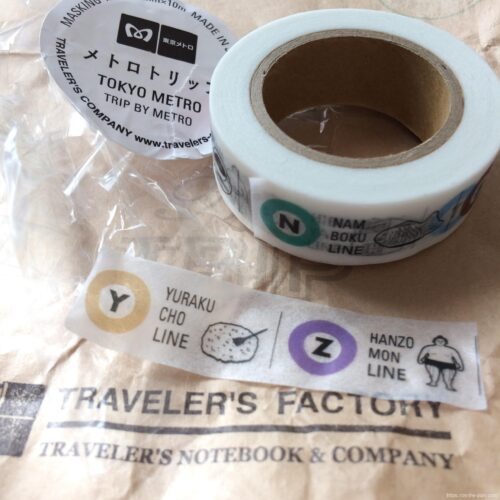 MASKING
10m
MADE IN
東京メトロ
メトロトリップ
TOKYO METRO
TRIP BY METRO
TRAVELER'S COMPANY www.travelers-
N
NAM
BOKU
LINE
Y
YURAKU
CHO
LINE
Z
HANZO
MON
LINE
TRAVELER'S FACTORY
TRAVELER'S NOTEBOOK & COMPANY